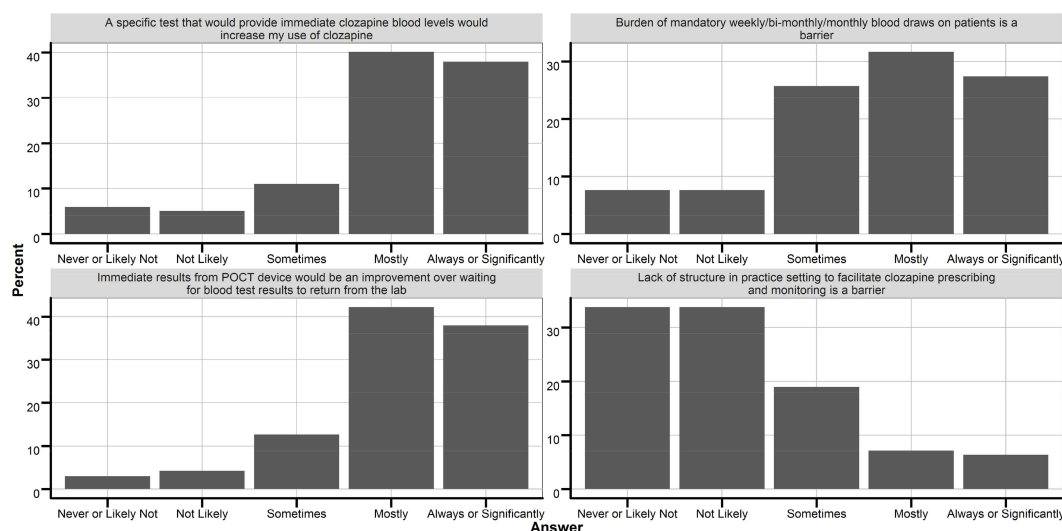 A specific test that would provide immediate clozapine blood levels would
increase my use of clozapine
40
30
20
10
0
Never or Likely Not Not Likely Sometimes Mostly Always or Significantly
Burden of mandatory weekly/bi-monthly/monthly blood draws on patients is a
barrier
30
20
10
0
Never or Likely Not Not Likely Sometimes Mostly Always or Significantly
Percent
Immediate results from POCT device would be an improvement over waiting
for blood test results to return from the lab
40
30
20
10
0
Never or Likely Not Not Likely Sometimes Mostly Always or Significantly
Lack of structure in practice setting to facilitate clozapine prescribing
and monitoring is a barrier
30
20
10
0
Never or Likely Not Not Likely Sometimes Mostly Always or Significantly
Answer